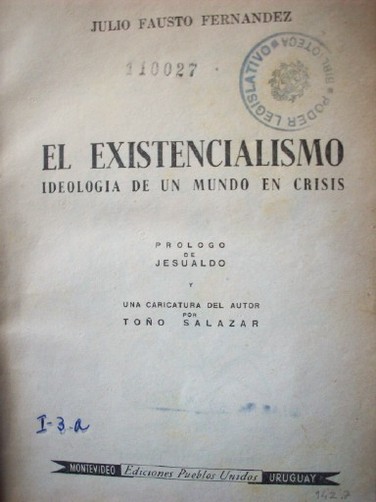 JULIO FAUSTO FERNANDEZ
110027
BIBLIOTECA PODER LEGISLATIVO
EL EXISTENCIALISMO
IDEOLOGIA DE UN MUNDO EN CRISIS
PROLOGO
DE
JESUALDO
Y
UNA CARICATURA DEL AUTOR
POR
TOÑO SALAZAR
I-3-a
MONTEVIDEO Ediciones Pueblos Unidos URUGUAY